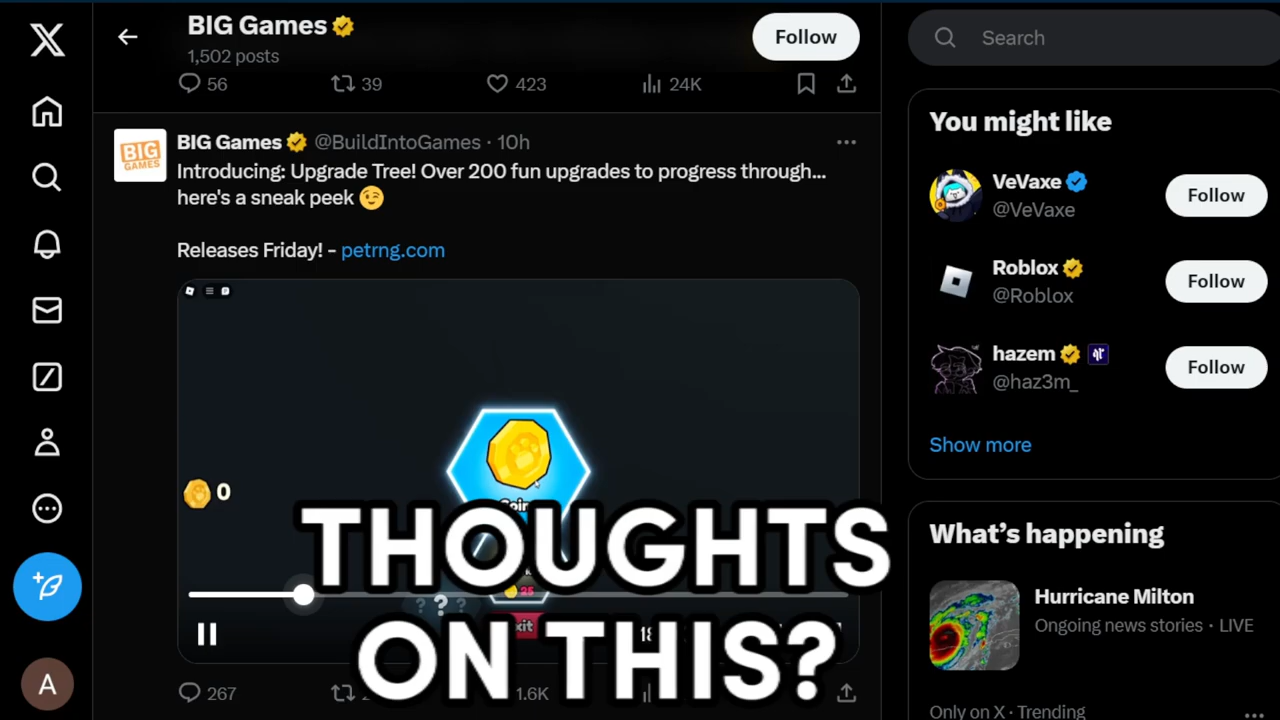 BIG Games
1,502 posts
Follow
56
39
423
24K
BIG GAMES
BIG Games @BuildIntoGames · 10h
Introducing: Upgrade Tree! Over 200 fun upgrades to progress through...
here's a sneak peek 😉
Releases Friday! - petrng.com
0
25
?
THOUGHTS
ON THIS?
267
1.6K
A
Search
You might like
VeVaxe
@VeVaxe
Follow
Roblox
@Roblox
Follow
hazem
@haz3m_
Follow
Show more
What's happening
Hurricane Milton
Ongoing news stories · LIVE
Only on X · Trending